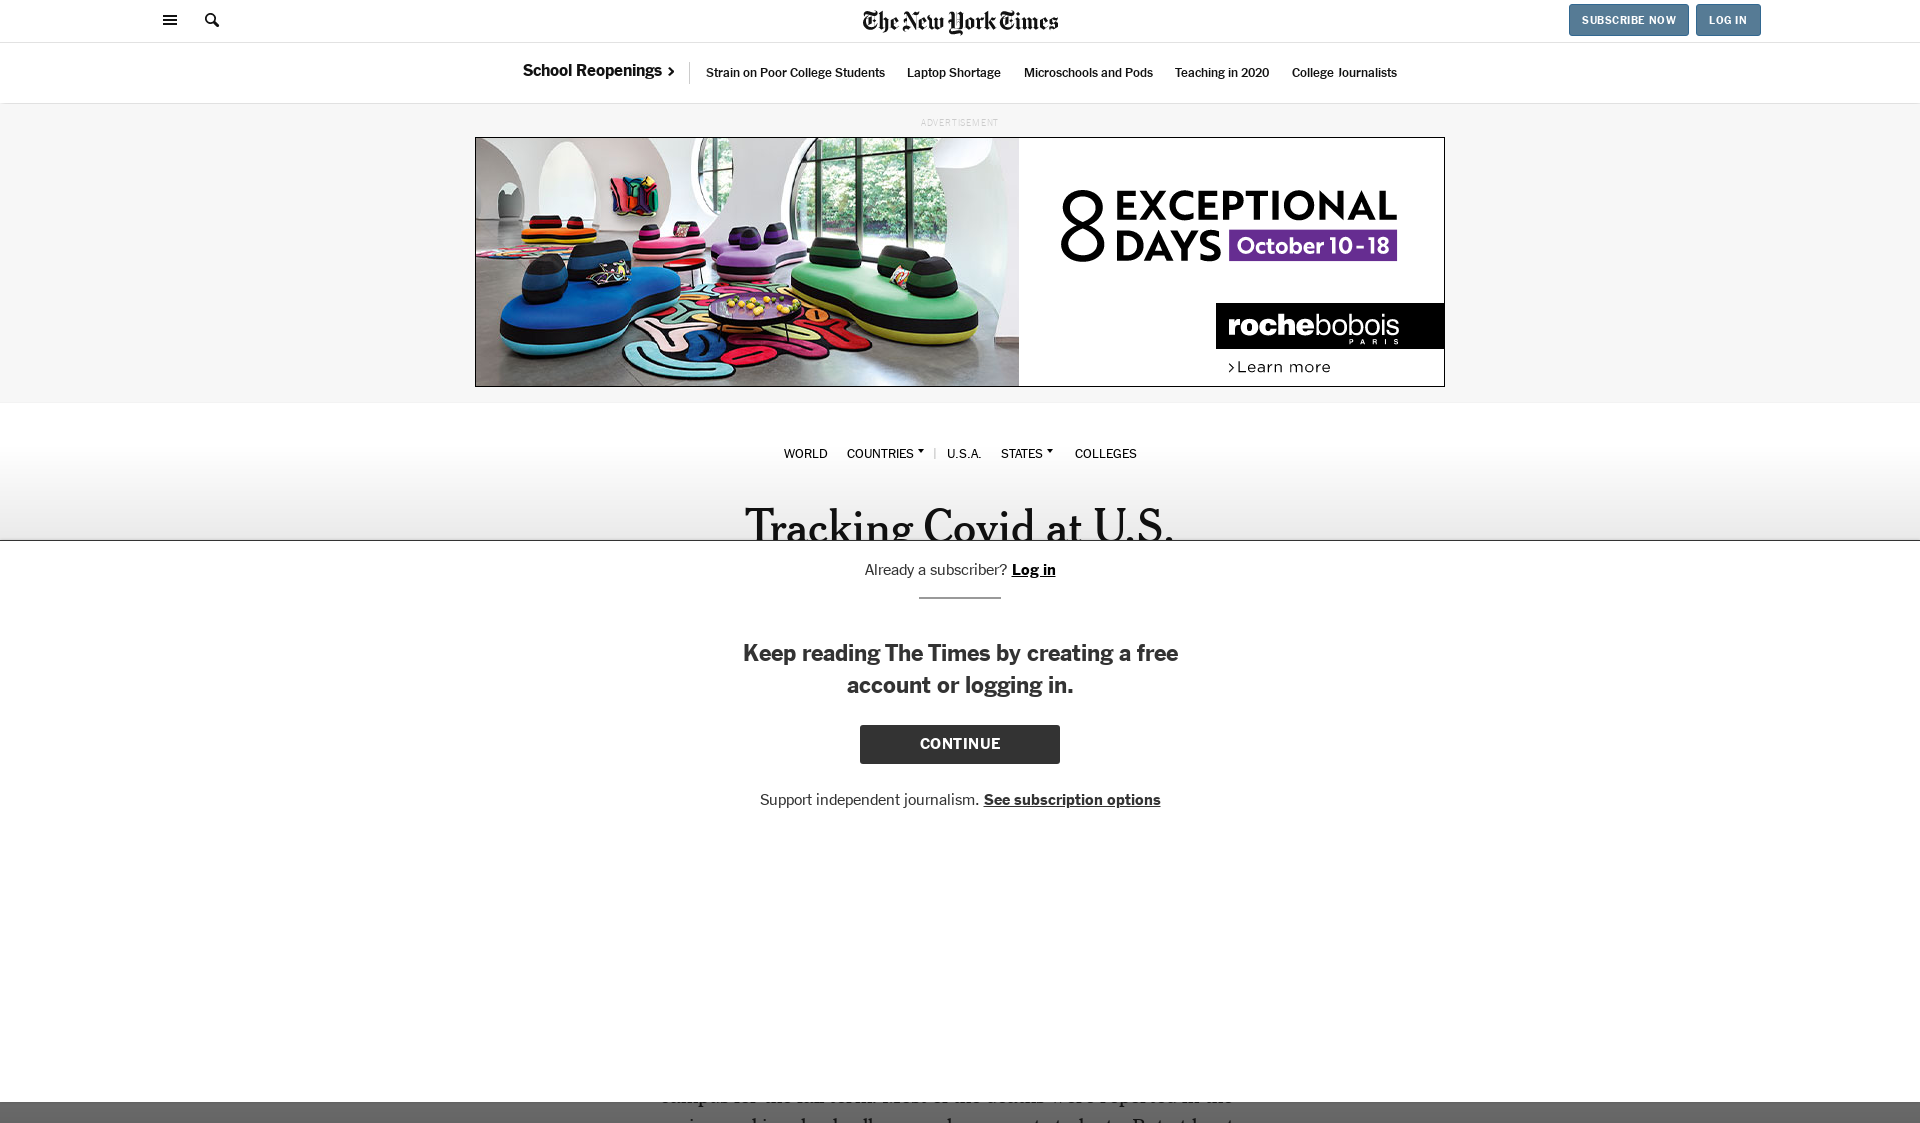 The New York Times
SUBSCRIBE NOW
LOG IN
School Reopenings
Strain on Poor College Students
Laptop Shortage
Microschools and Pods
Teaching in 2020
College Journalists
ADVERTISEMENT
8 EXCEPTIONAL
DAYS October 10-18
rochebobois
PARIS
>Learn more
WORLD
COUNTRIES
U.S.A.
STATES
COLLEGES
Tracking Covid at U.S.
Already a subscriber? Log in
Keep reading The Times by creating a free
account or logging in.
CONTINUE
Support independent journalism. See subscription options